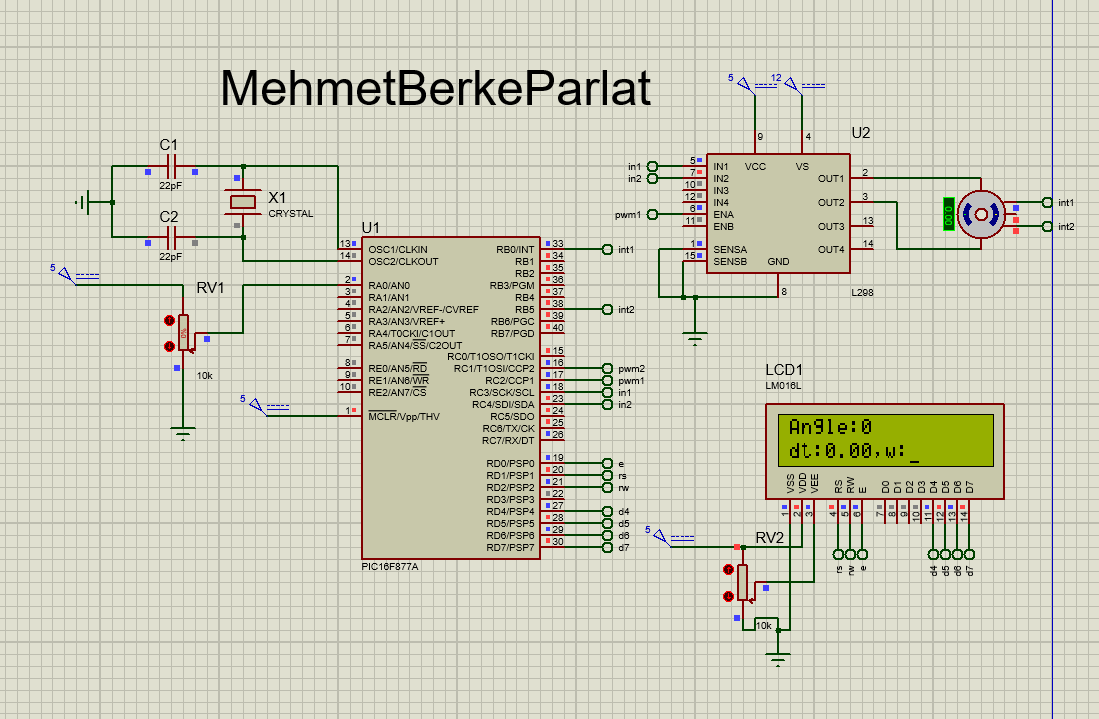 MehmetBerkeParlat
C1
22pF
X1
CRYSTAL
C2
22pF
5
RV1
0%
10k
5
U1
13 OSC1/CLKIN
14 OSC2/CLKOUT
2 RA0/AN0
3 RA1/AN1
4 RA2/AN2/VREF-/CVREF
5 RA3/AN3/VREF+
6 RA4/T0CKI/C1OUT
7 RA5/AN4/SS/C2OUT
8 RE0/AN5/RD
9 RE1/AN6/WR
10 RE2/AN7/CS
1 MCLR/Vpp/THV
RB0/INT 33 int1
RB1 34
RB2 35
RB3/PGM 36
RB4 37
RB5 38 int2
RB6/PGC 39
RB7/PGD 40
RC0/T1OSO/T1CKI 15
RC1/T1OSI/CCP2 16 pwm2
RC2/CCP1 17 pwm1
RC3/SCK/SCL 18 in1
RC4/SDI/SDA 23 in2
RC5/SDO 24
RC6/TX/CK 25
RC7/RX/DT 26
RD0/PSP0 19 e
RD1/PSP1 20 rs
RD2/PSP2 21 rw
RD3/PSP3 22
RD4/PSP4 27 d4
RD5/PSP5 28 d5
RD6/PSP6 29 d6
RD7/PSP7 30 d7
PIC16F877A
5 12
9 4
U2
VCC VS
in1 5 IN1
in2 7 IN2
10 IN3
12 IN4
pwm1 6 ENA
11 ENB
1 SENSA
15 SENSB
GND
8
OUT1 2
OUT2 3
OUT3 13
OUT4 14
L298
int1
int2
LCD1
LM016L
Angle:0
dt:0.00,w:_
VSS VDD VEE RS RW E D0 D1 D2 D3 D4 D5 D6 D7
1 2 3 4 5 6 7 8 9 10 11 12 13 14
rs rw e d4 d5 d6 d7
5
RV2
10k